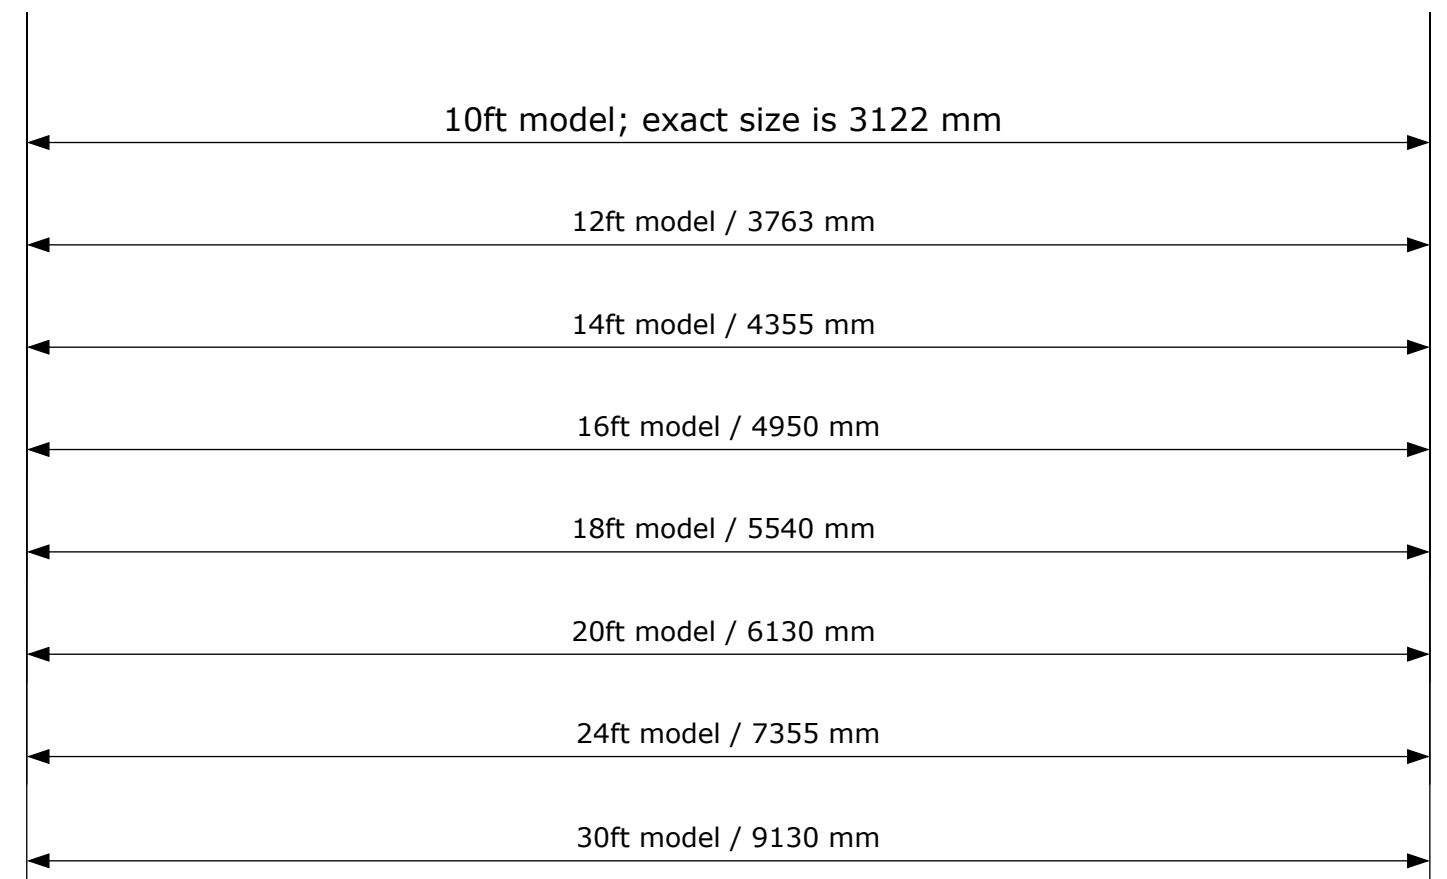 10ft model; exact size is 3122 mm
12ft model / 3763 mm
14ft model / 4355 mm
16ft model / 4950 mm
18ft model / 5540 mm
20ft model / 6130 mm
24ft model / 7355 mm
30ft model / 9130 mm